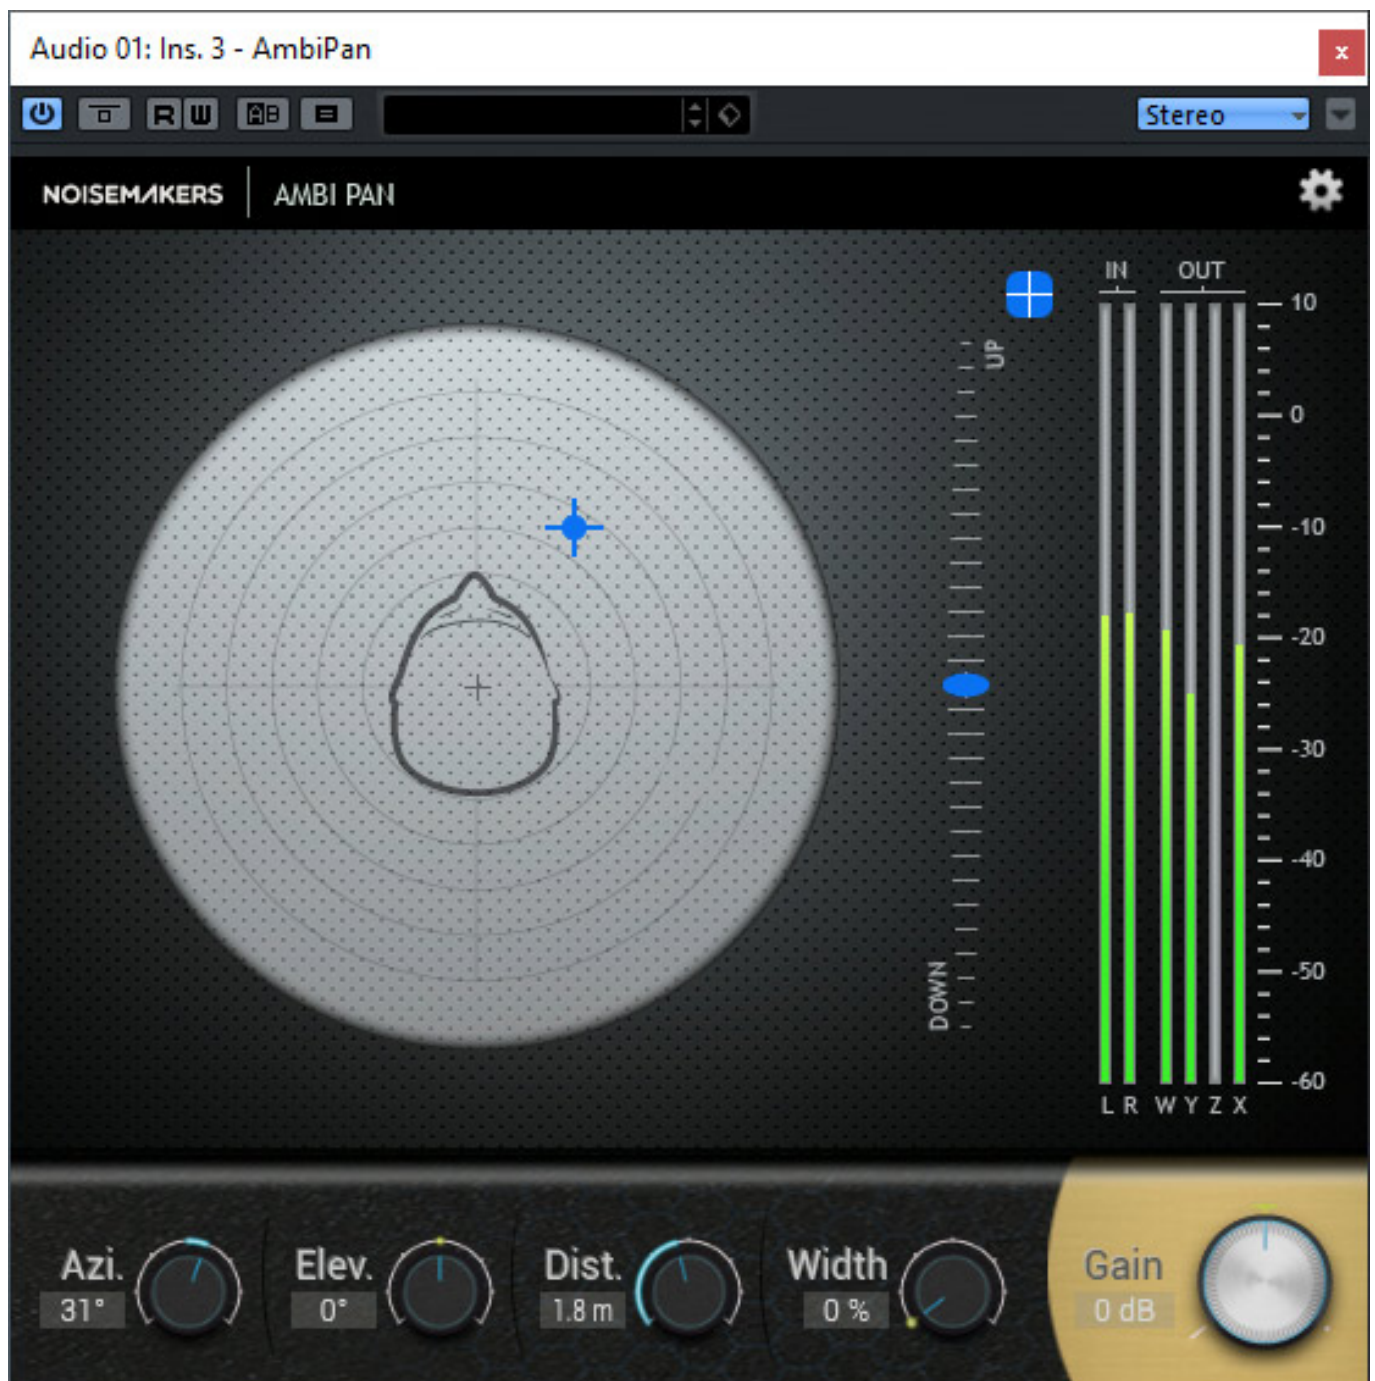 Audio 01: Ins. 3 - AmbiPan
x
R W AB
Stereo
NOISEMAKERS AMBI PAN
IN OUT
UP
10
0
-10
-20
-30
-40
-50
-60
DOWN
L R W Y Z X
Azi. Elev. Dist. Width Gain
31° 0° 1.8 m 0 % 0 dB